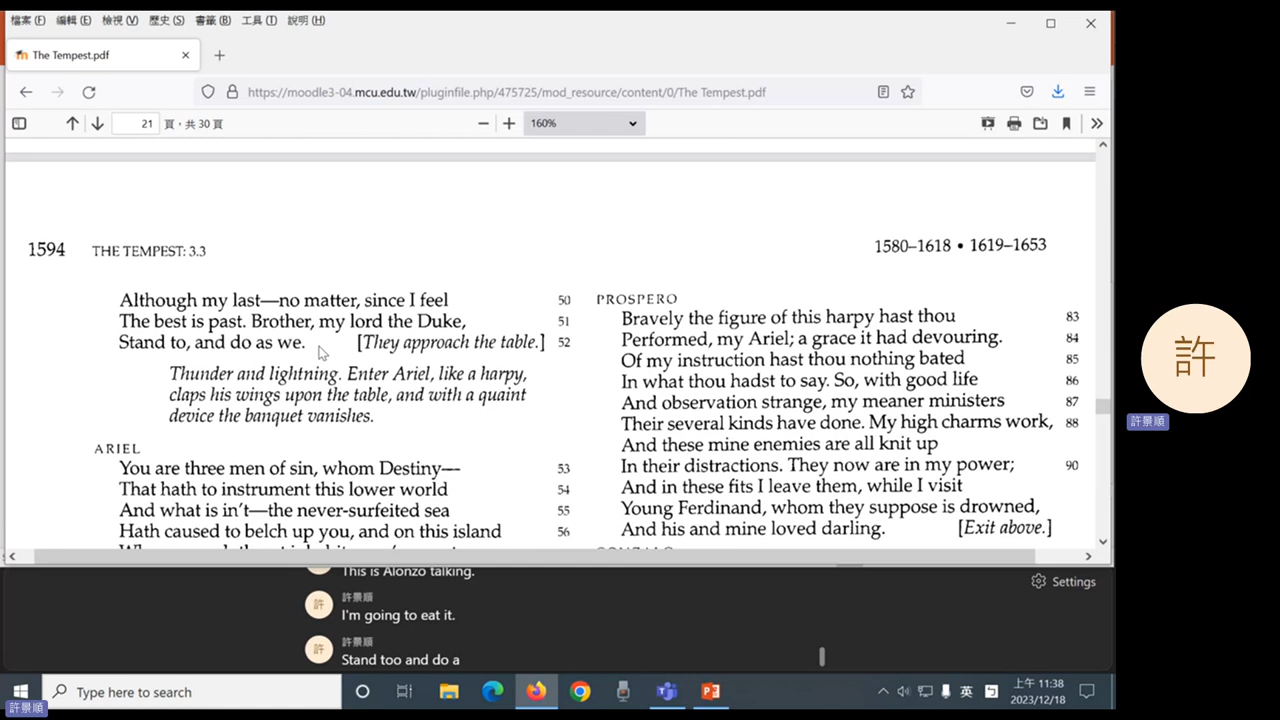 檔案(F) 編輯(E) 檢視(V) 歷史(S) 書籤(B) 工具(T) 說明(H)
The Tempest.pdf
https://moodle3-04.mcu.edu.tw/pluginfile.php/475725/mod_resource/content/0/The Tempest.pdf
21 頁，共 30 頁
160%
1594 THE TEMPEST: 3.3
1580–1618 • 1619–1653
Although my last—no matter, since I feel 50
The best is past. Brother, my lord the Duke, 51
Stand to, and do as we. [They approach the table.] 52
Thunder and lightning. Enter Ariel, like a harpy,
claps his wings upon the table, and with a quaint
device the banquet vanishes.
ARIEL
You are three men of sin, whom Destiny— 53
That hath to instrument this lower world 54
And what is in't—the never-surfeited sea 55
Hath caused to belch up you, and on this island 56
PROSPERO
Bravely the figure of this harpy hast thou 83
Performed, my Ariel; a grace it had devouring. 84
Of my instruction hast thou nothing bated 85
In what thou hadst to say. So, with good life 86
And observation strange, my meaner ministers 87
Their several kinds have done. My high charms work, 88
And these mine enemies are all knit up
In their distractions. They now are in my power; 90
And in these fits I leave them, while I visit
Young Ferdinand, whom they suppose is drowned,
And his and mine loved darling. [Exit above.]
許
許景順
This is Alonzo talking.
許
許景順
I'm going to eat it.
許
許景順
Stand too and do a
Settings
Type here to search
英
上午 11:38
2023/12/18
許景順